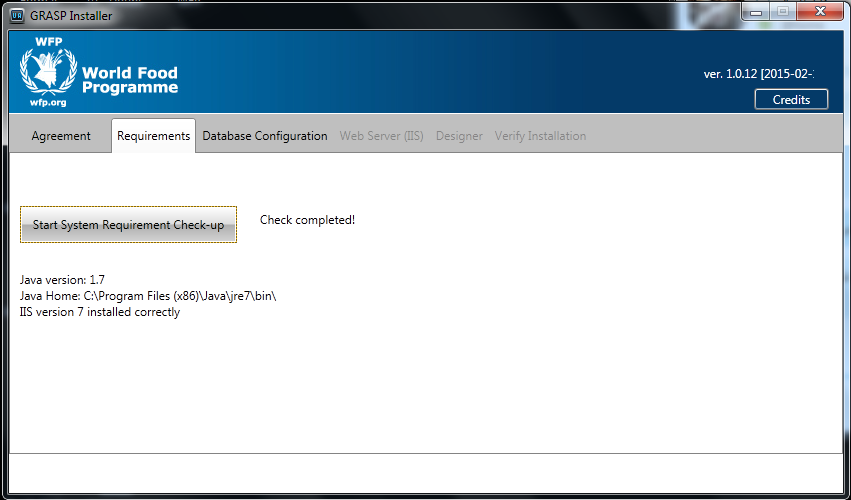 GRASP Installer
WFP
World Food
Programme
wfp.org
ver. 1.0.12 [2015-02-
Credits
Agreement Requirements Database Configuration Web Server (IIS) Designer Verify Installation
Start System Requirement Check-up Check completed!
Java version: 1.7
Java Home: C:\Program Files (x86)\Java\jre7\bin\
IIS version 7 installed correctly